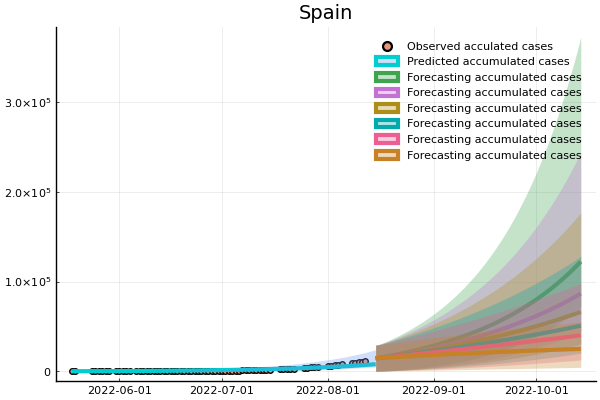 Spain
Observed acculated cases
Predicted accumulated cases
Forecasting accumulated cases
Forecasting accumulated cases
Forecasting accumulated cases
Forecasting accumulated cases
Forecasting accumulated cases
Forecasting accumulated cases
3.0×10⁵
2.0×10⁵
1.0×10⁵
0
2022-06-01 2022-07-01 2022-08-01 2022-09-01 2022-10-01